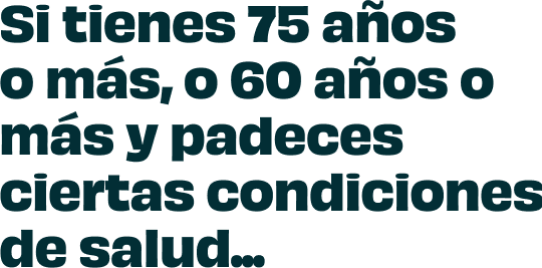 Si tienes 75 años
o más, o 60 años o
más y padeces
ciertas condiciones
de salud...